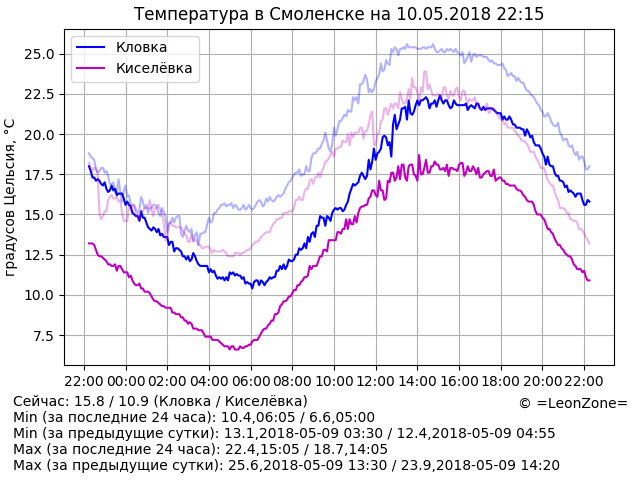 Температура в Смоленске на 10.05.2018 22:15
Кловка
Киселёвка
градусов Цельсия, °C
25.0
22.5
20.0
17.5
15.0
12.5
10.0
7.5
22:00 00:00 02:00 04:00 06:00 08:00 10:00 12:00 14:00 16:00 18:00 20:00 22:00
Сейчас: 15.8 / 10.9 (Кловка / Киселёвка)
© =LeonZone=
Min (за последние 24 часа): 10.4,06:05 / 6.6,05:00
Min (за предыдущие сутки): 13.1,2018-05-09 03:30 / 12.4,2018-05-09 04:55
Max (за последние 24 часа): 22.4,15:05 / 18.7,14:05
Max (за предыдущие сутки): 25.6,2018-05-09 13:30 / 23.9,2018-05-09 14:20